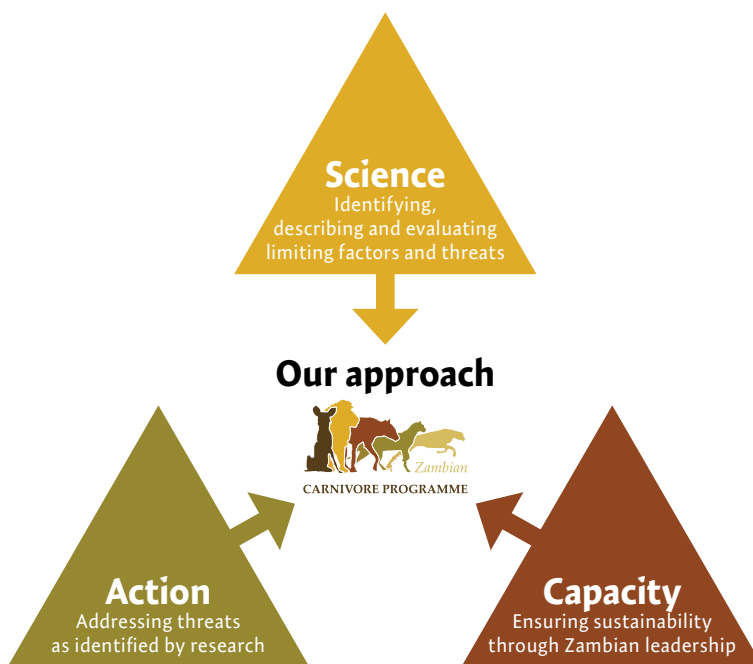 Science
Identifying,
describing and evaluating
limiting factors and threats
Our approach
Zambian
CARNIVORE PROGRAMME
Action
Addressing threats
as identified by research
Capacity
Ensuring sustainability
through Zambian leadership